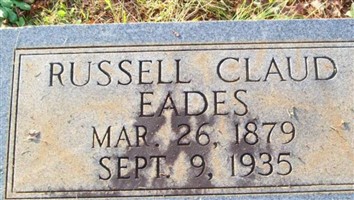 RUSSELL CLAUD
EADES
MAR. 26, 1879
SEPT. 9, 1935